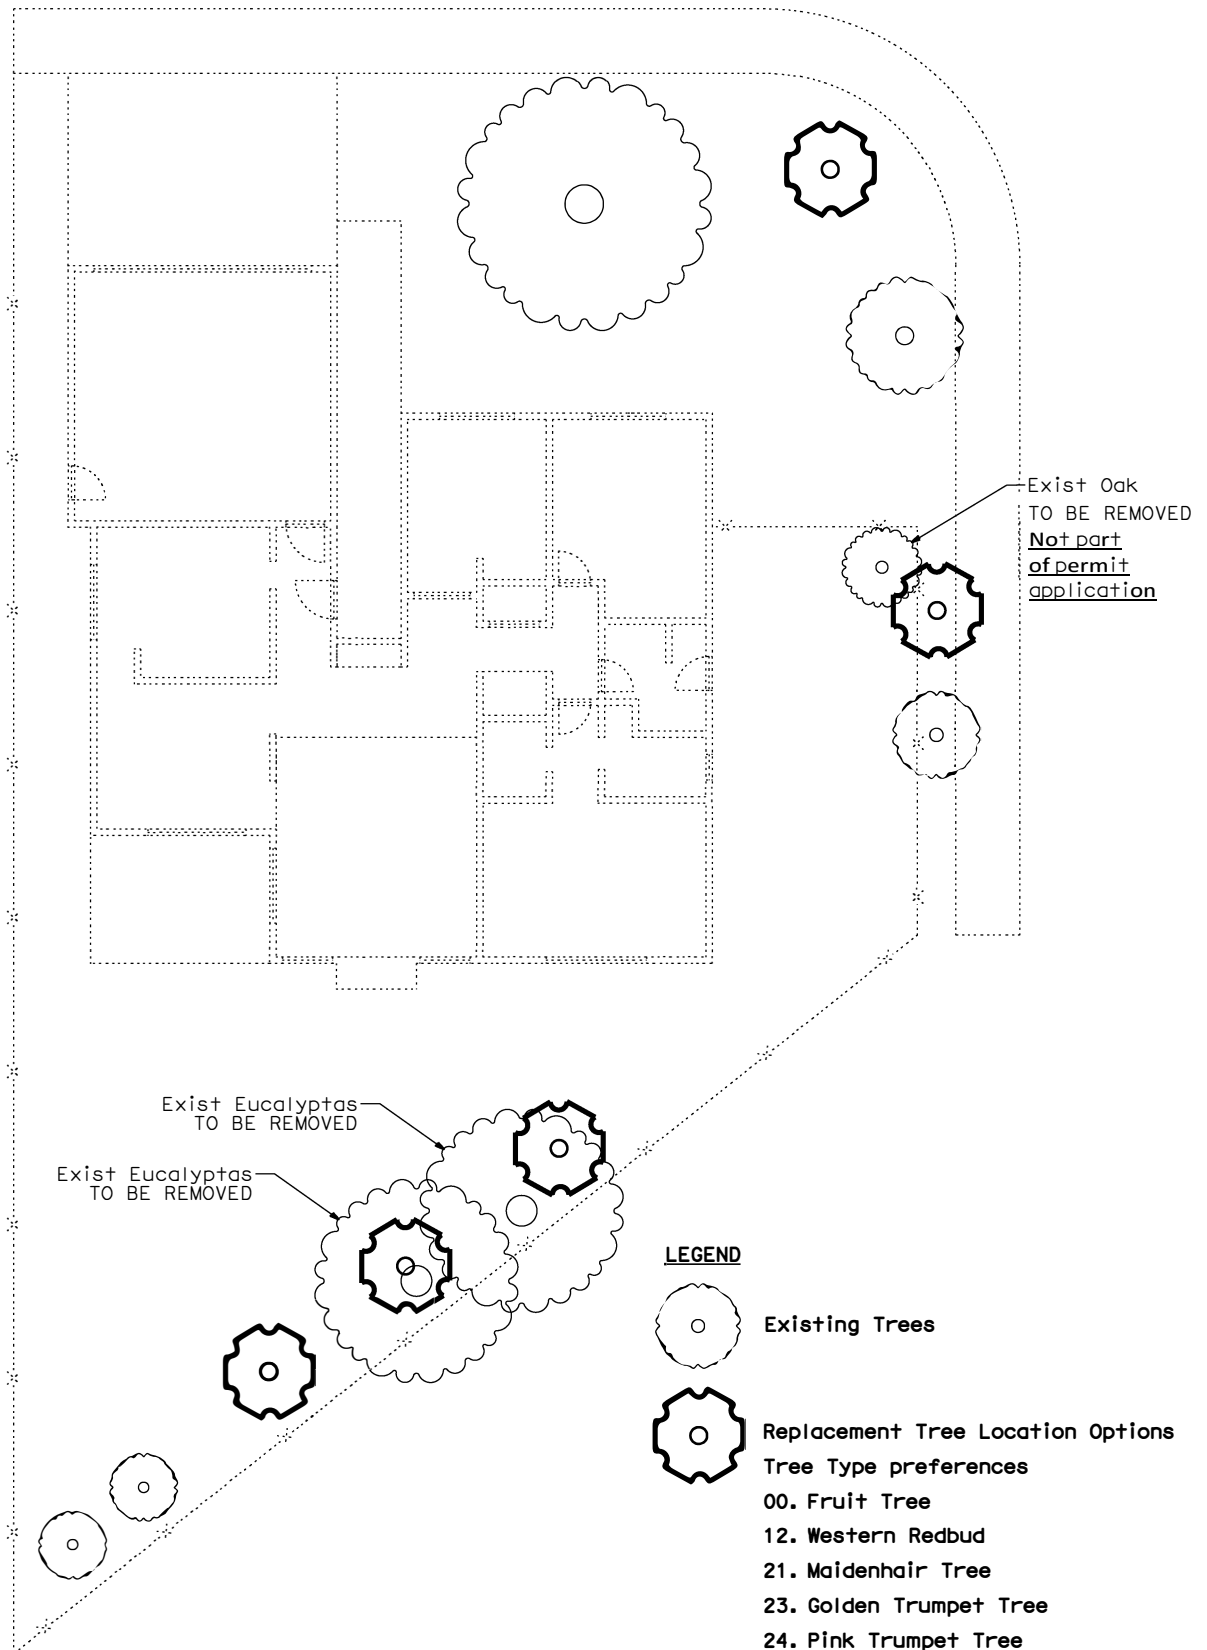 Exist Oak
TO BE REMOVED
Not part
of permit
application
Exist Eucalyptas
TO BE REMOVED
Exist Eucalyptas
TO BE REMOVED
LEGEND
Existing Trees
Replacement Tree Location Options
Tree Type preferences
00. Fruit Tree
12. Western Redbud
21. Maidenhair Tree
23. Golden Trumpet Tree
24. Pink Trumpet Tree